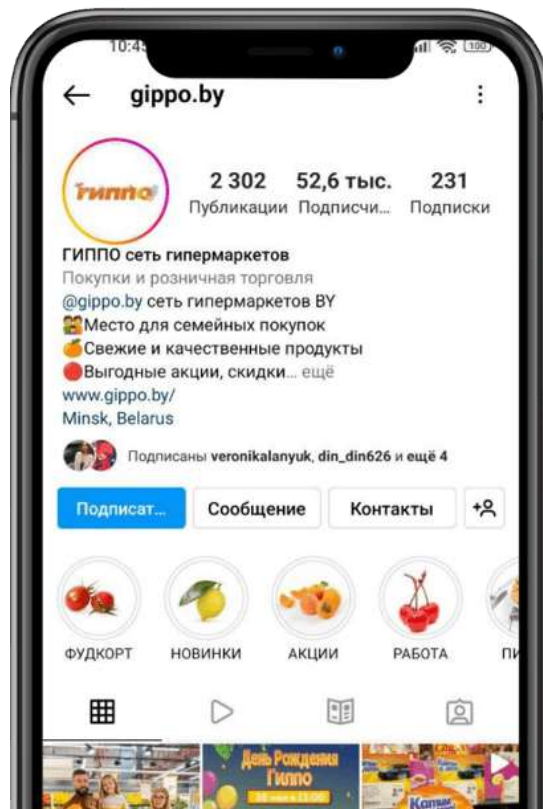 10:45
100
gippo.by
гиппо
2 302 52,6 тыс. 231
Публикации Подписчи... Подписки
ГИППО сеть гипермаркетов
Покупки и розничная торговля
@gippo.by сеть гипермаркетов BY
Место для семейных покупок
Свежие и качественные продукты
Выгодные акции, скидки... ещё
www.gippo.by/
Minsk, Belarus
Подписаны veronikalanyuk, din_din626 и ещё 4
Подписат... Сообщение Контакты
ФУДКОРТ НОВИНКИ АКЦИИ РАБОТА ПИ
День Рождения
Гиппо